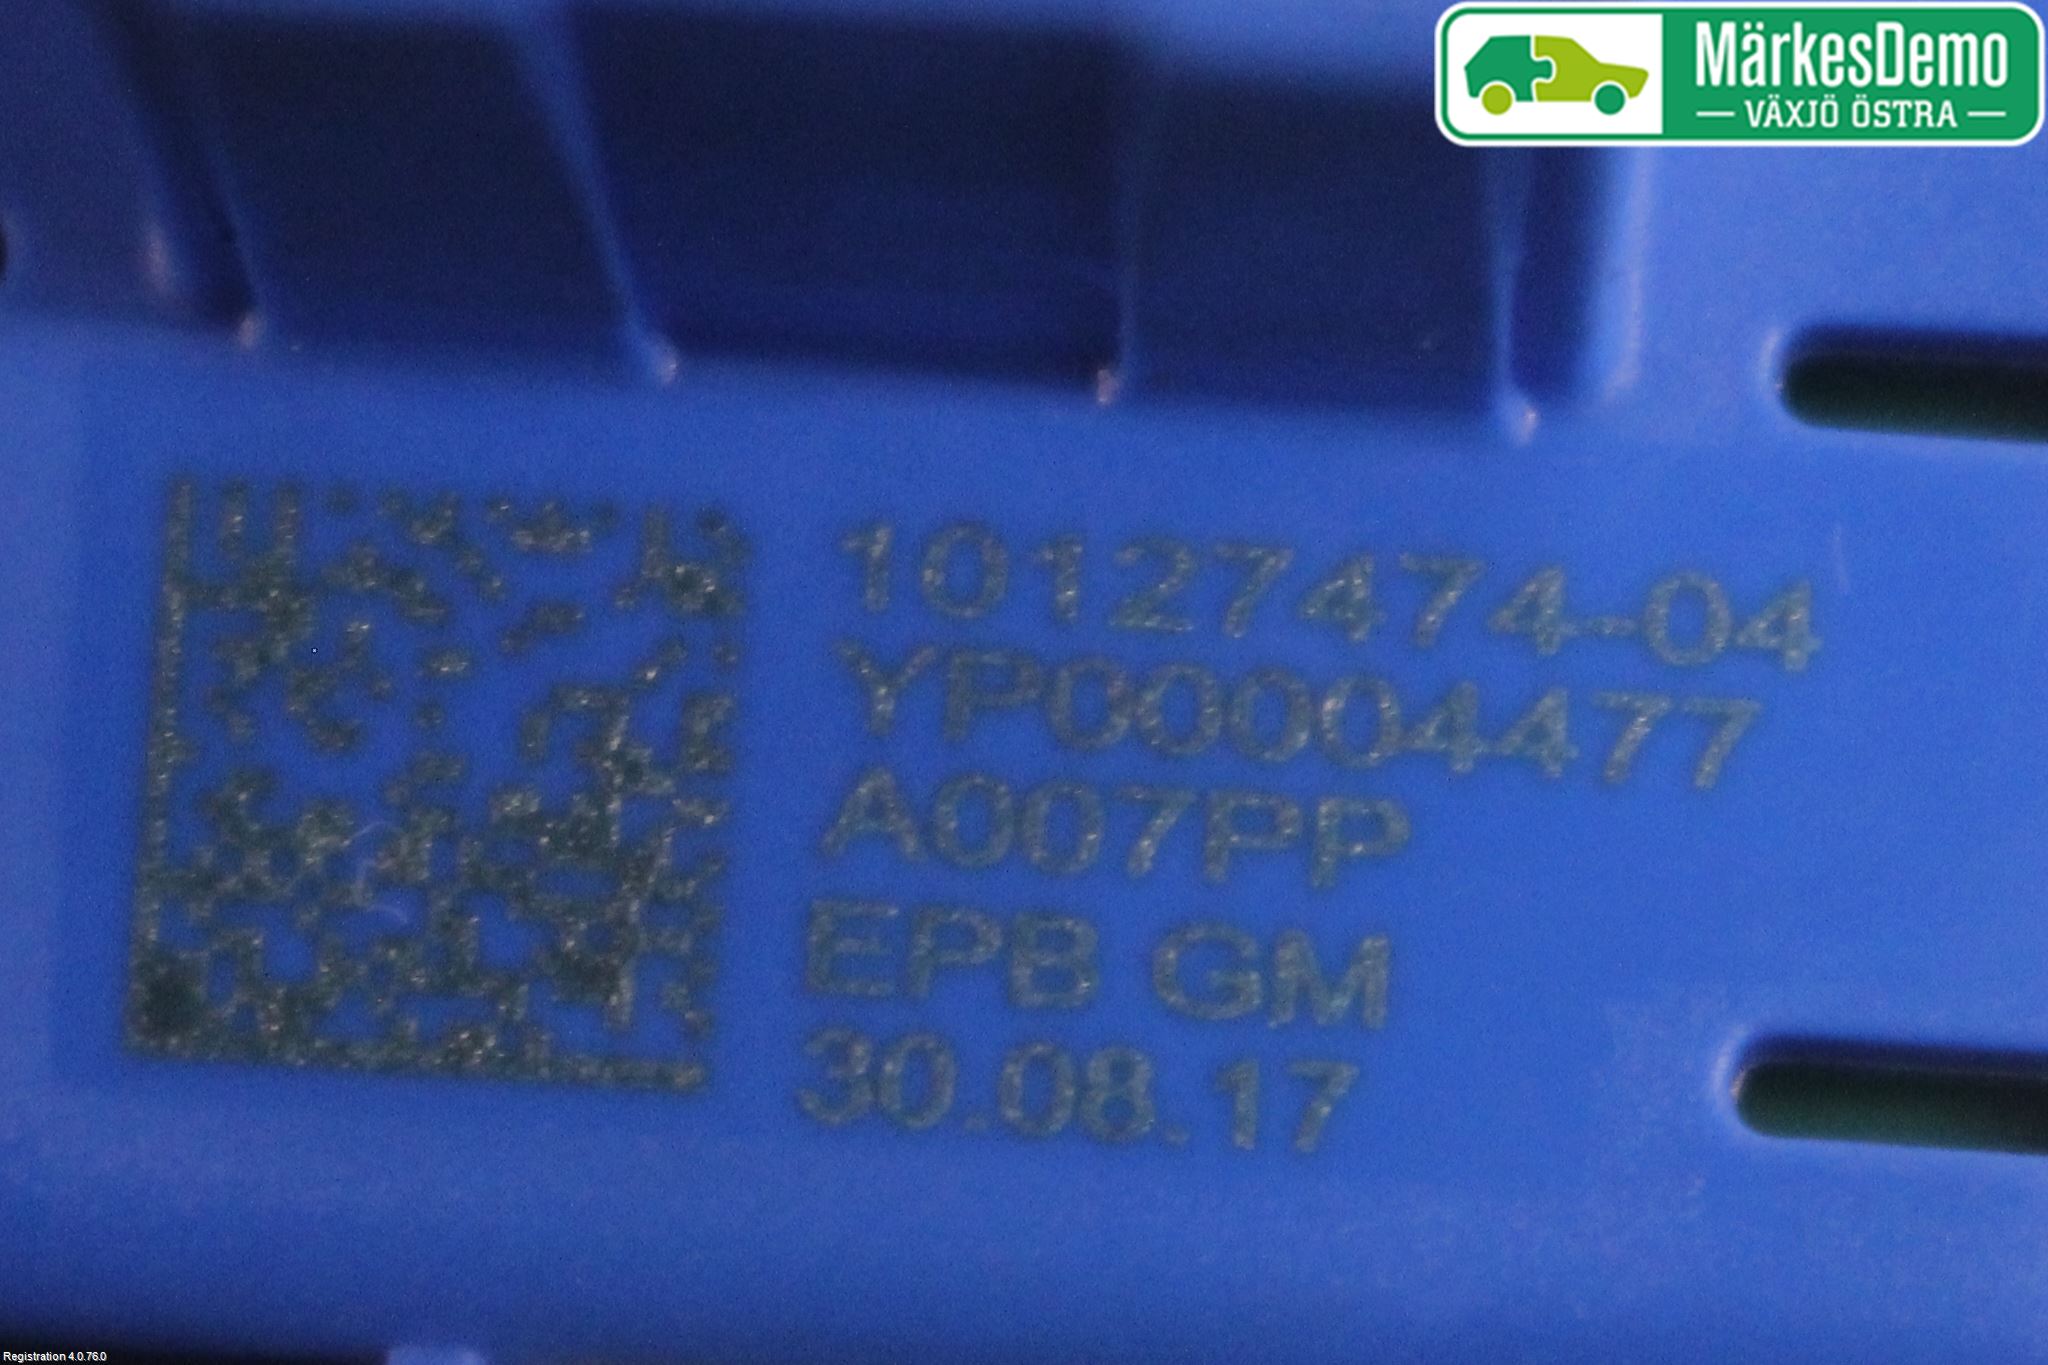 MärkesDemo
VÄXJÖ ÖSTRA
10127474-04
YP00004477
A007PP
EPB GM
30.08.17
Registration 4.0.76.0